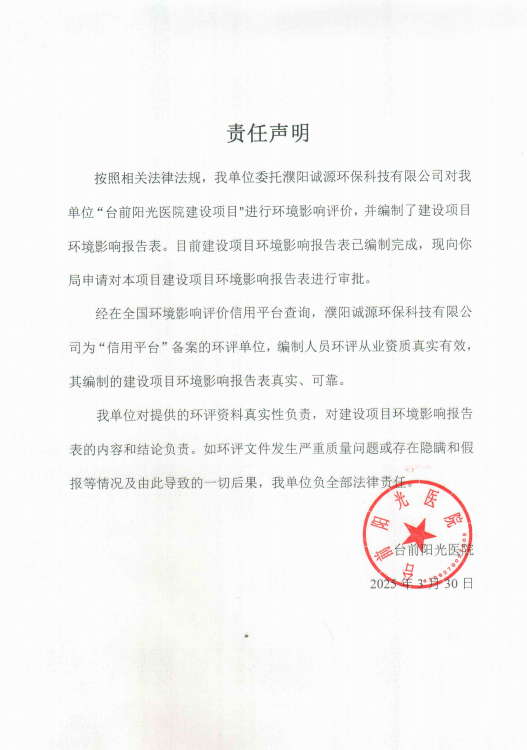 责任声明
按照相关法律法规，我单位委托濮阳诚源环保科技有限公司对我
单位“台前阳光医院建设项目"进行环境影响评价，并编制了建设项目
环境影响报告表。目前建设项目环境影响报告表已编制完成，现向你
局申请对本项目建设项目环境影响报告表进行审批。
经在全国环境影响评价信用平台查询，濮阳诚源环保科技有限公
司为“信用平台”备案的环评单位，编制人员环评从业资质真实有效，
其编制的建设项目环境影响报告表真实、可靠。
我单位对提供的环评资料真实性负责，对建设项目环境影响报告
表的内容和结论负责。如环评文件发生严重质量问题或存在隐瞒和假
报等情况及由此导致的一切后果，我单位负全部法律责任。
台前阳光医院
台前阳光医院
2025 年 3 月 30 日